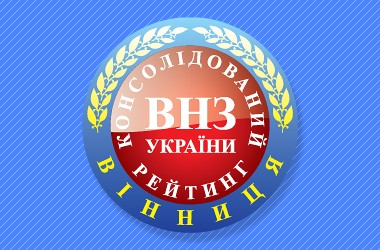 КОНСОЛІДОВАНИЙ
ВНЗ
УКРАЇНИ
РЕЙТИНГ
ВІННИЦЯ